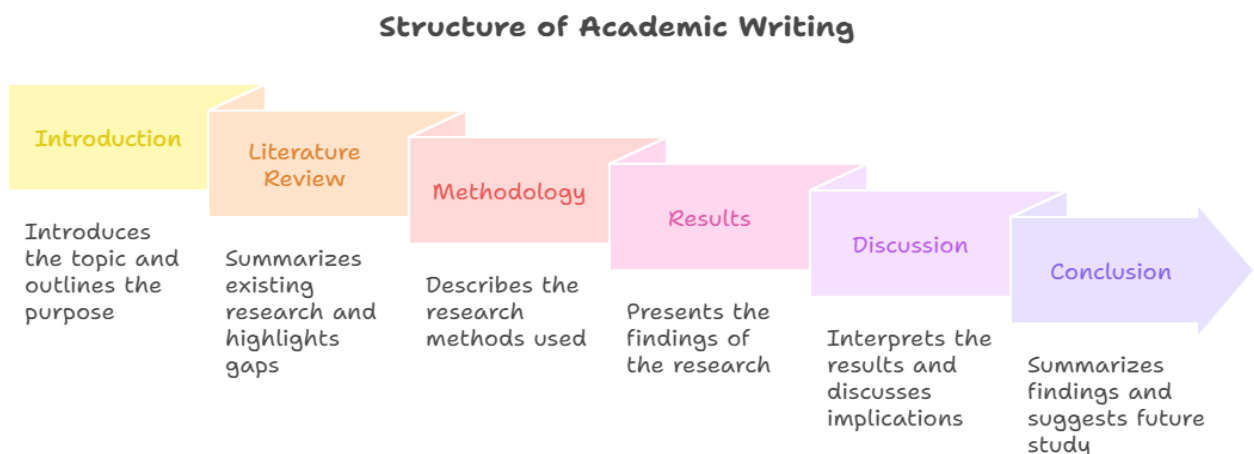 Structure of Academic Writing
Introduction
Introduces
the topic and
outlines the
purpose
Literature
Review
Summarizes
existing
research and
highlights
gaps
Methodology
Describes the
research
methods used
Results
Presents the
findings of
the research
Discussion
Interprets the
results and
discusses
implications
Conclusion
Summarizes
findings and
suggests future
study